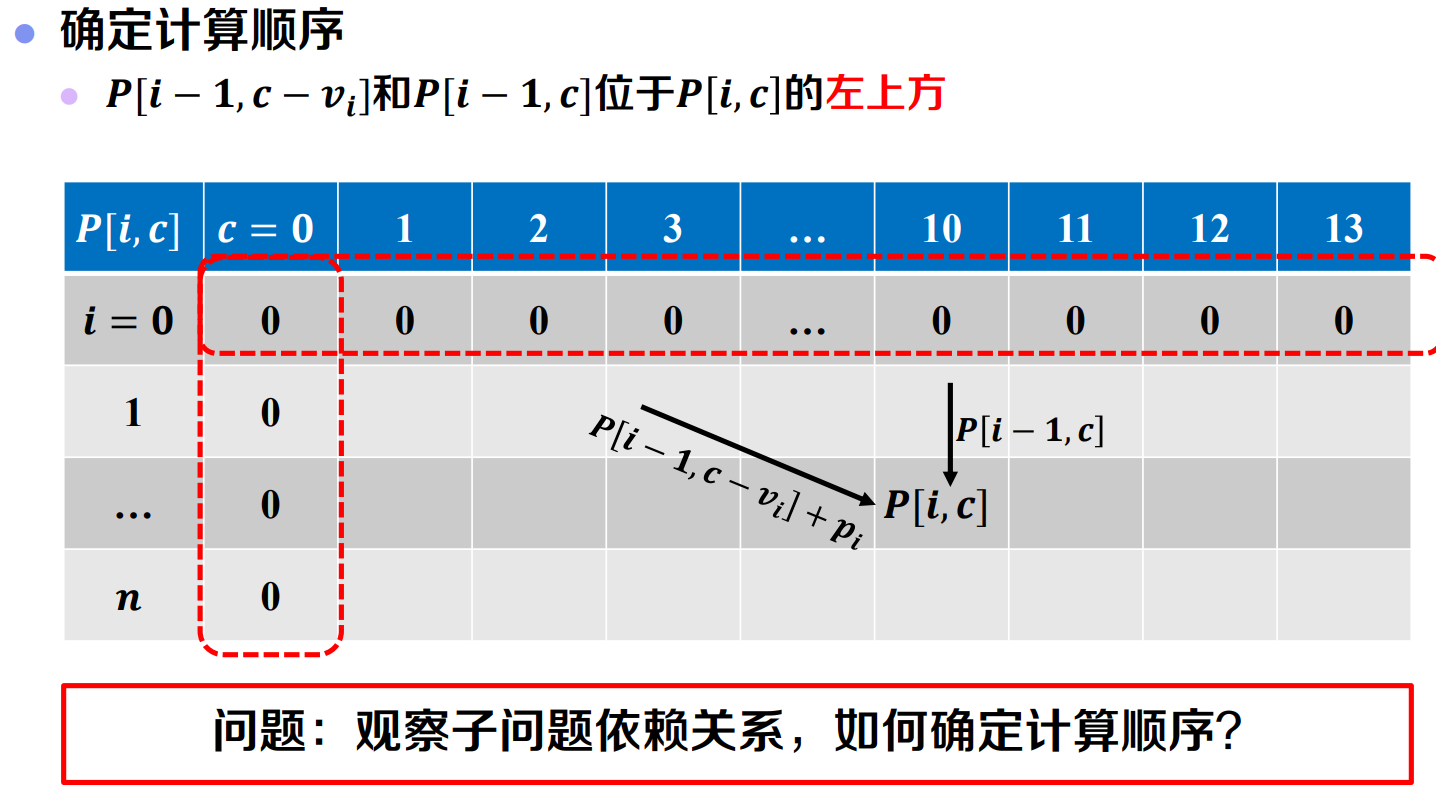 确定计算顺序
P[i − 1, c − v_i]和P[i − 1, c]位于P[i, c]的左上方
P[i, c] c = 0 1 2 3 … 10 11 12 13
i = 0 0 0 0 0 … 0 0 0 0
1 0
P[i − 1, c − v_i] + p_i
P[i − 1, c]
… 0 P[i, c]
n 0
问题：观察子问题依赖关系，如何确定计算顺序?